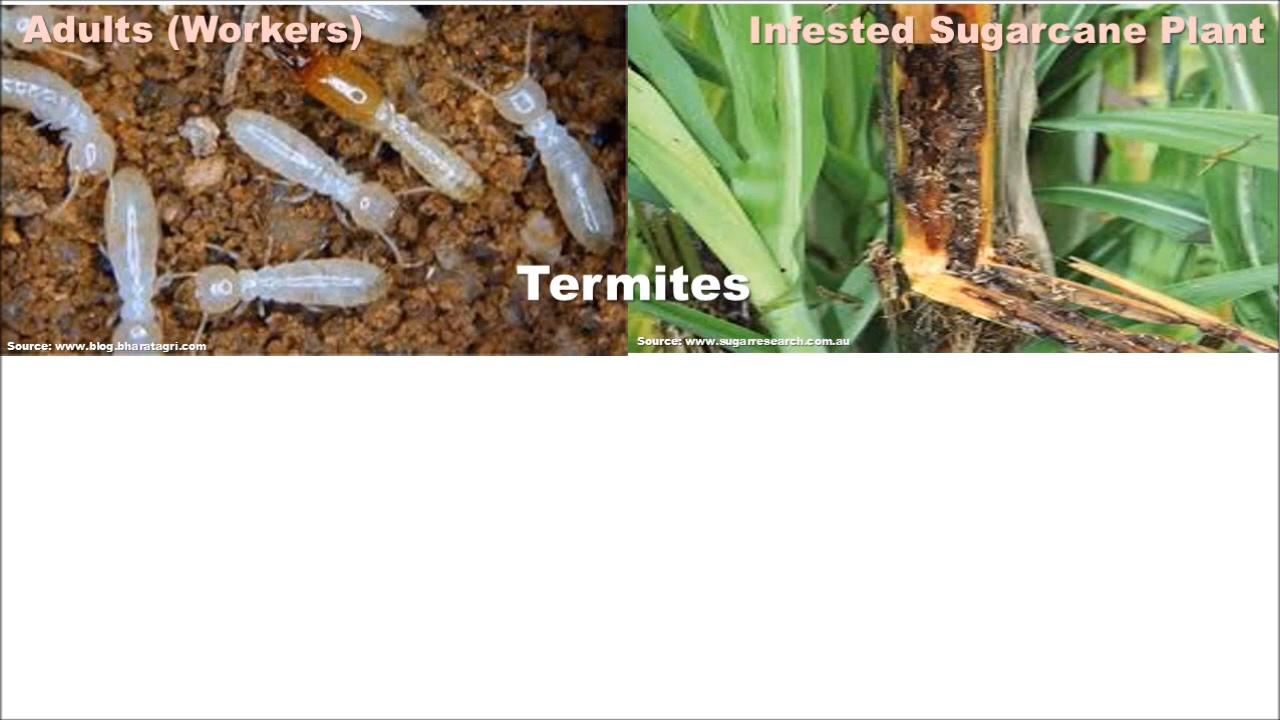 Adults (Workers)
Infested Sugarcane Plant
Termites
Source: www.blog.bharatagri.com
Source: www.sugarresearch.com.au